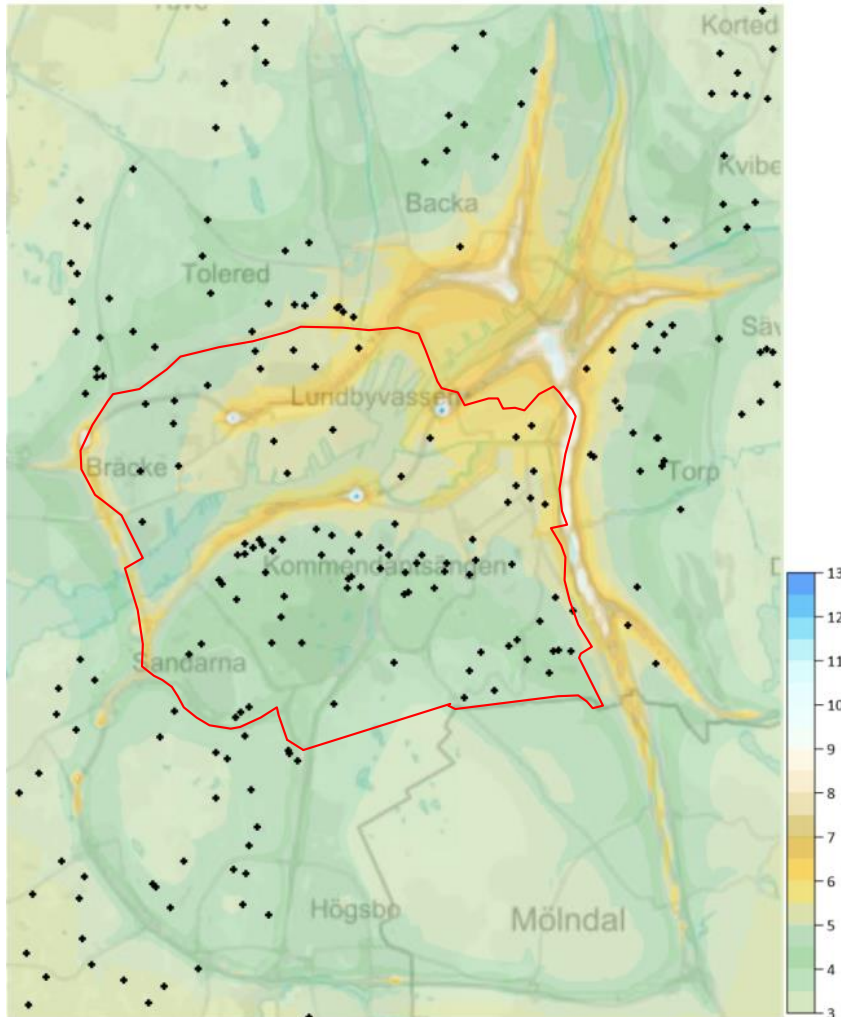 Korted
Kvibe
Backa
Tolered
Säv
Lundbyvassen
Bräcke
Torp
Kommendantsängen
Sandarna
Högsbo
Mölndal
13
12
11
10
9
8
7
6
5
4
3